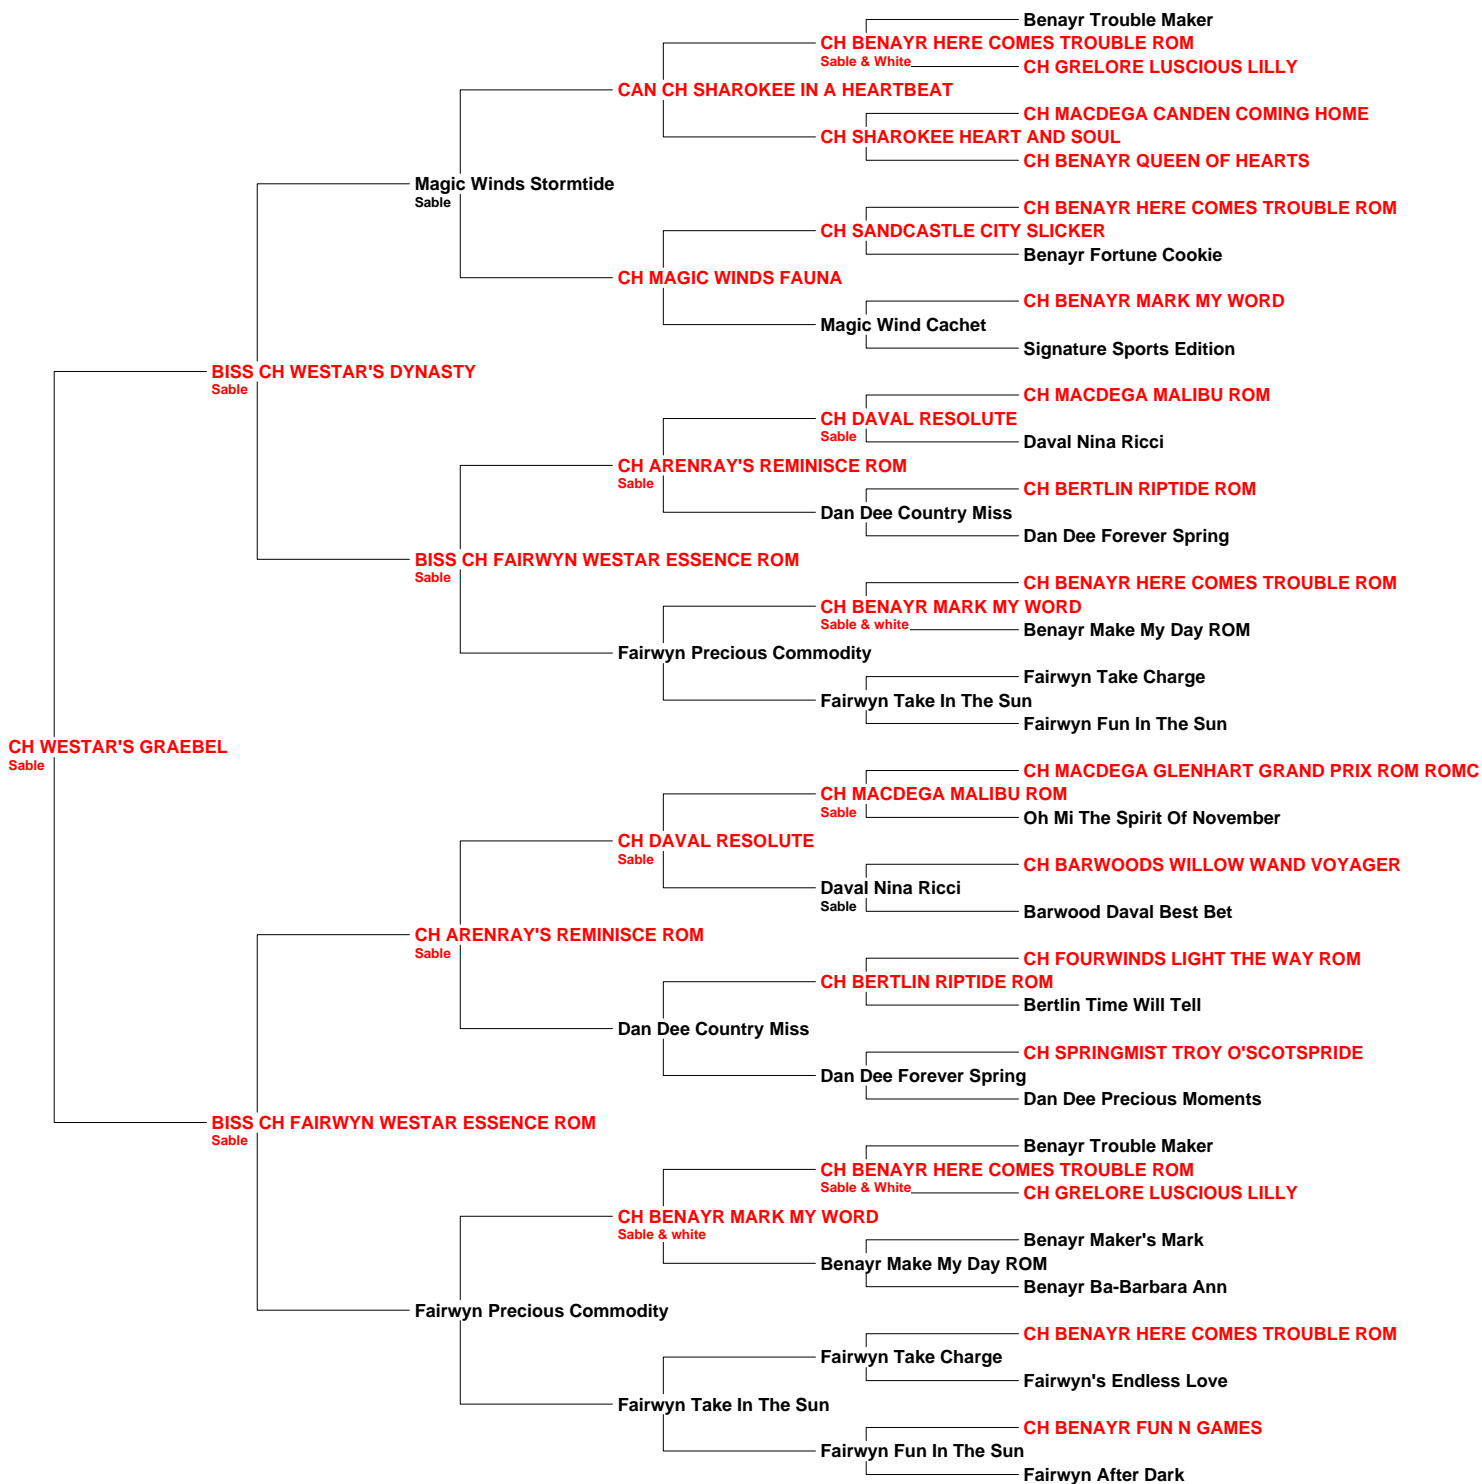 Benayr Trouble Maker
CH BENAYR HERE COMES TROUBLE ROM
Sable & White
CH GRELORE LUSCIOUS LILLY
CAN CH SHAROKEE IN A HEARTBEAT
CH MACDEGA CANDEN COMING HOME
CH SHAROKEE HEART AND SOUL
CH BENAYR QUEEN OF HEARTS
Magic Winds Stormtide
Sable
CH BENAYR HERE COMES TROUBLE ROM
CH SANDCASTLE CITY SLICKER
Benayr Fortune Cookie
CH MAGIC WINDS FAUNA
CH BENAYR MARK MY WORD
Magic Wind Cachet
Signature Sports Edition
BISS CH WESTAR'S DYNASTY
Sable
CH MACDEGA MALIBU ROM
CH DAVAL RESOLUTE
Sable
Daval Nina Ricci
CH ARENRAY'S REMINISCE ROM
Sable
CH BERTLIN RIPTIDE ROM
Dan Dee Country Miss
Dan Dee Forever Spring
BISS CH FAIRWYN WESTAR ESSENCE ROM
Sable
CH BENAYR HERE COMES TROUBLE ROM
CH BENAYR MARK MY WORD
Sable & white
Benayr Make My Day ROM
Fairwyn Precious Commodity
Fairwyn Take Charge
Fairwyn Take In The Sun
Fairwyn Fun In The Sun
CH WESTAR'S GRAEBEL
Sable
CH MACDEGA GLENHART GRAND PRIX ROM ROMC
CH MACDEGA MALIBU ROM
Sable
Oh Mi The Spirit Of November
CH DAVAL RESOLUTE
Sable
CH BARWOODS WILLOW WAND VOYAGER
Daval Nina Ricci
Sable
Barwood Daval Best Bet
CH ARENRAY'S REMINISCE ROM
Sable
CH FOURWINDS LIGHT THE WAY ROM
CH BERTLIN RIPTIDE ROM
Bertlin Time Will Tell
Dan Dee Country Miss
CH SPRINGMIST TROY O'SCOTSPRIDE
Dan Dee Forever Spring
Dan Dee Precious Moments
BISS CH FAIRWYN WESTAR ESSENCE ROM
Sable
Benayr Trouble Maker
CH BENAYR HERE COMES TROUBLE ROM
Sable & White
CH GRELORE LUSCIOUS LILLY
CH BENAYR MARK MY WORD
Sable & white
Benayr Maker's Mark
Benayr Make My Day ROM
Benayr Ba-Barbara Ann
Fairwyn Precious Commodity
CH BENAYR HERE COMES TROUBLE ROM
Fairwyn Take Charge
Fairwyn's Endless Love
Fairwyn Take In The Sun
CH BENAYR FUN N GAMES
Fairwyn Fun In The Sun
Fairwyn After Dark